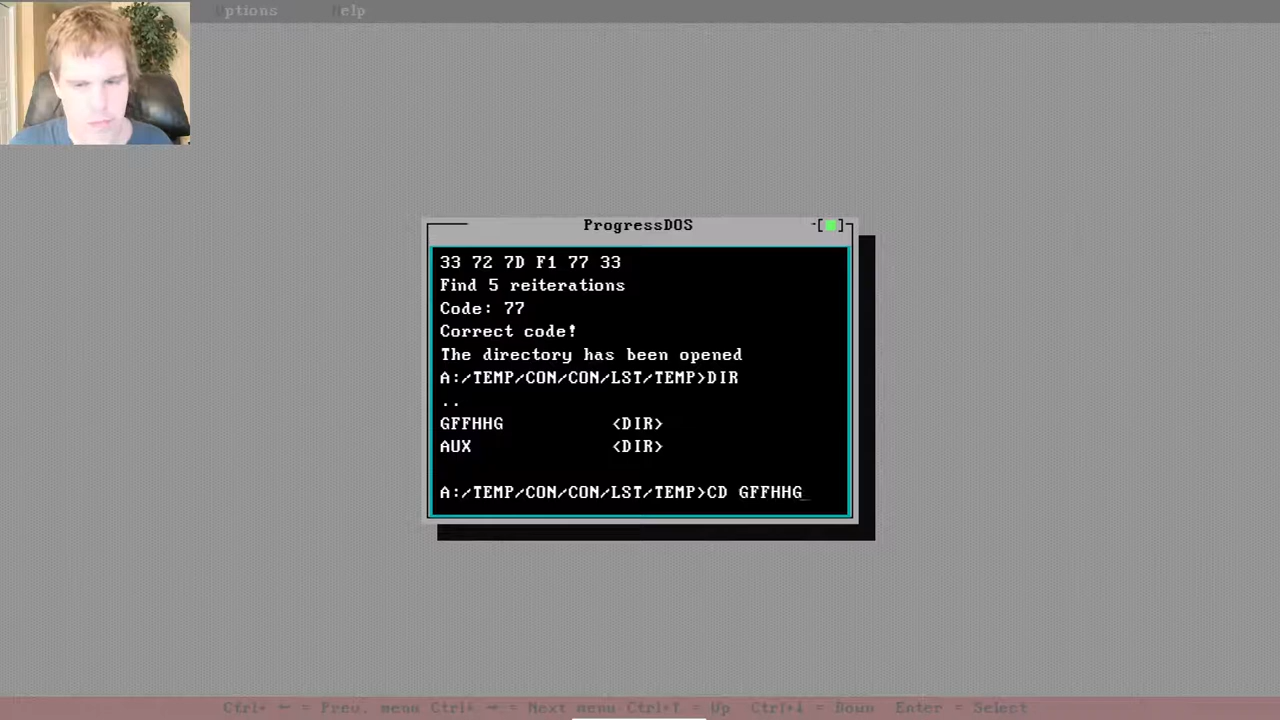 Options Help
ProgressDOS
33 72 7D F1 77 33
Find 5 reiterations
Code: 77
Correct code!
The directory has been opened
A:/TEMP/CON/CON/LST/TEMP>DIR
..
GFFHHG <DIR>
AUX <DIR>
A:/TEMP/CON/CON/LST/TEMP>CD GFFHHG_
Ctrl+ ← = Prev. menu Ctrl+ → = Next menu Ctrl+↑ = Up Ctrl+↓ = Down Enter = Select